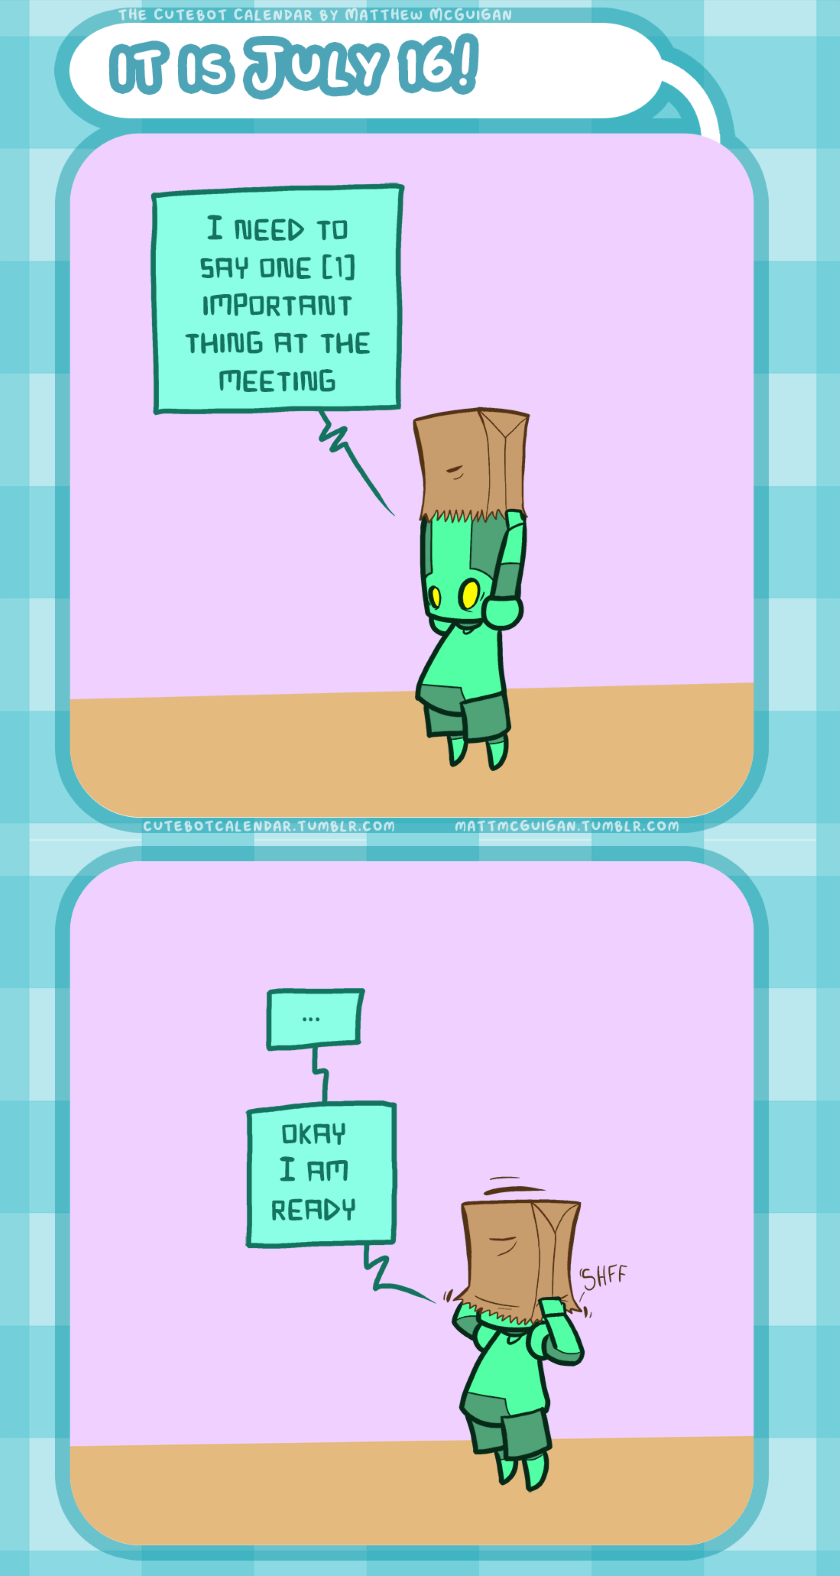 THE CUTEBOT CALENDAR BY MATTHEW MCGUIGAN
IT IS JULY 16!
I NEED TO
SAY ONE [1]
IMPORTANT
THING AT THE
MEETING
CUTEBOTCALENDAR.TUMBLR.COM MATTMCGUIGAN.TUMBLR.COM
...
OKAY
I AM
READY
SHFF